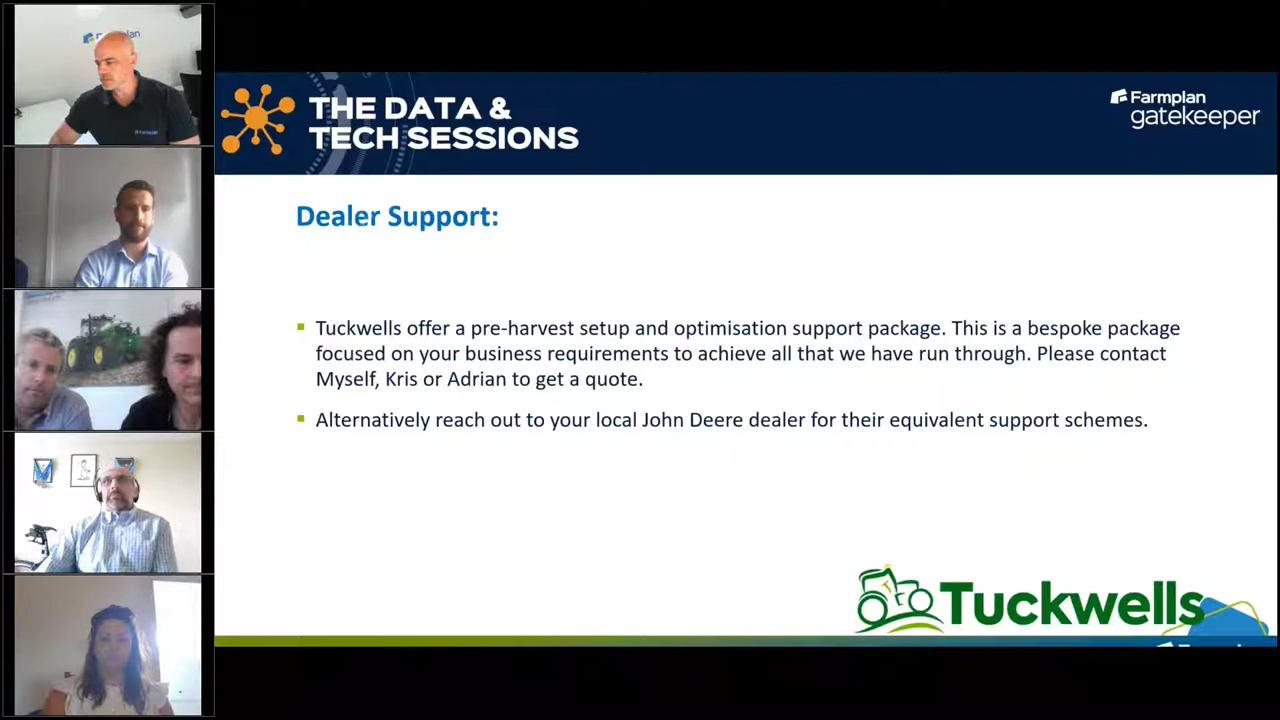 Farmplan
THE DATA &
TECH SESSIONS
Farmplan
gatekeeper
Dealer Support:
Tuckwells offer a pre-harvest setup and optimisation support package. This is a bespoke package
focused on your business requirements to achieve all that we have run through. Please contact
Myself, Kris or Adrian to get a quote.
Alternatively reach out to your local John Deere dealer for their equivalent support schemes.
Tuckwells